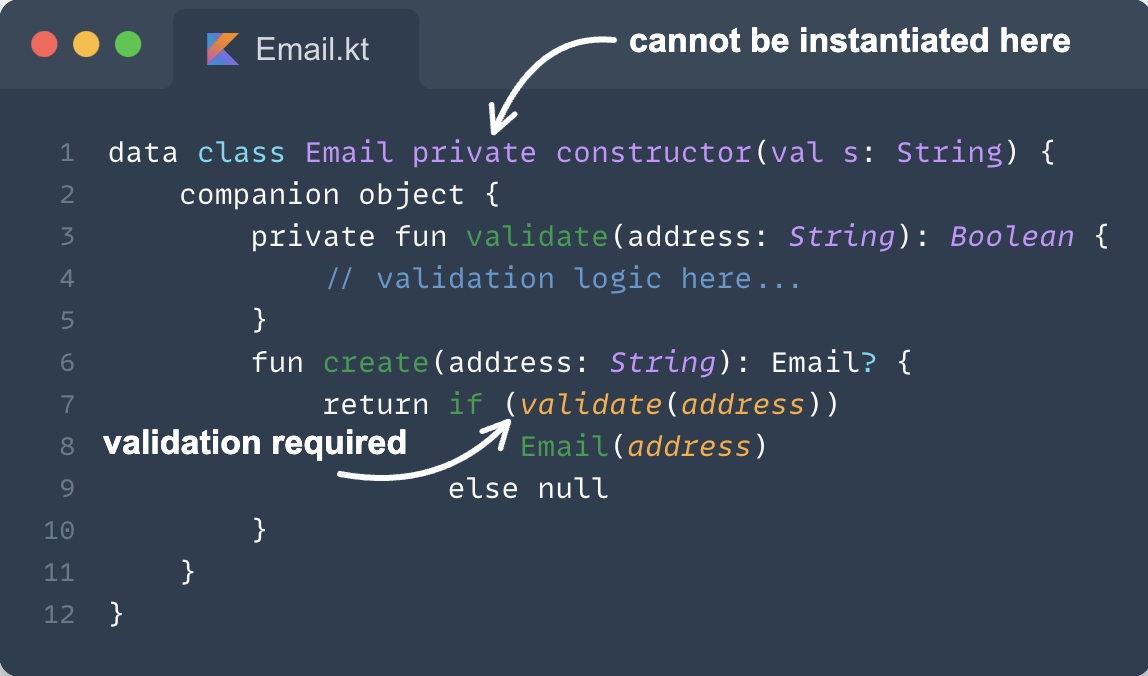 Email.kt
cannot be instantiated here
1 data class Email private constructor(val s: String) {
2     companion object {
3         private fun validate(address: String): Boolean {
4             // validation logic here...
5         }
6         fun create(address: String): Email? {
7             return if (validate(address))
validation required
8                        Email(address)
9                    else null
10         }
11     }
12 }